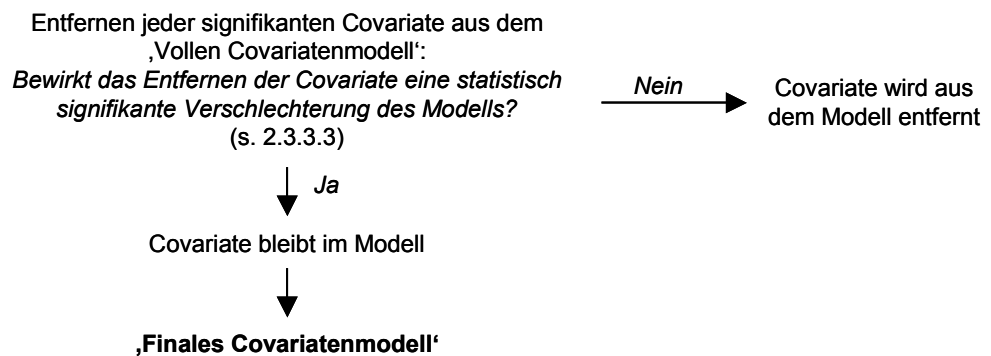 Entfernen jeder signifikanten Covariate aus dem
‚Vollen Covariatenmodell‘:
Bewirkt das Entfernen der Covariate eine statistisch
signifikante Verschlechterung des Modells?
(s. 2.3.3.3)
Nein
Covariate wird aus
dem Modell entfernt
Ja
Covariate bleibt im Modell
‚Finales Covariatenmodell‘